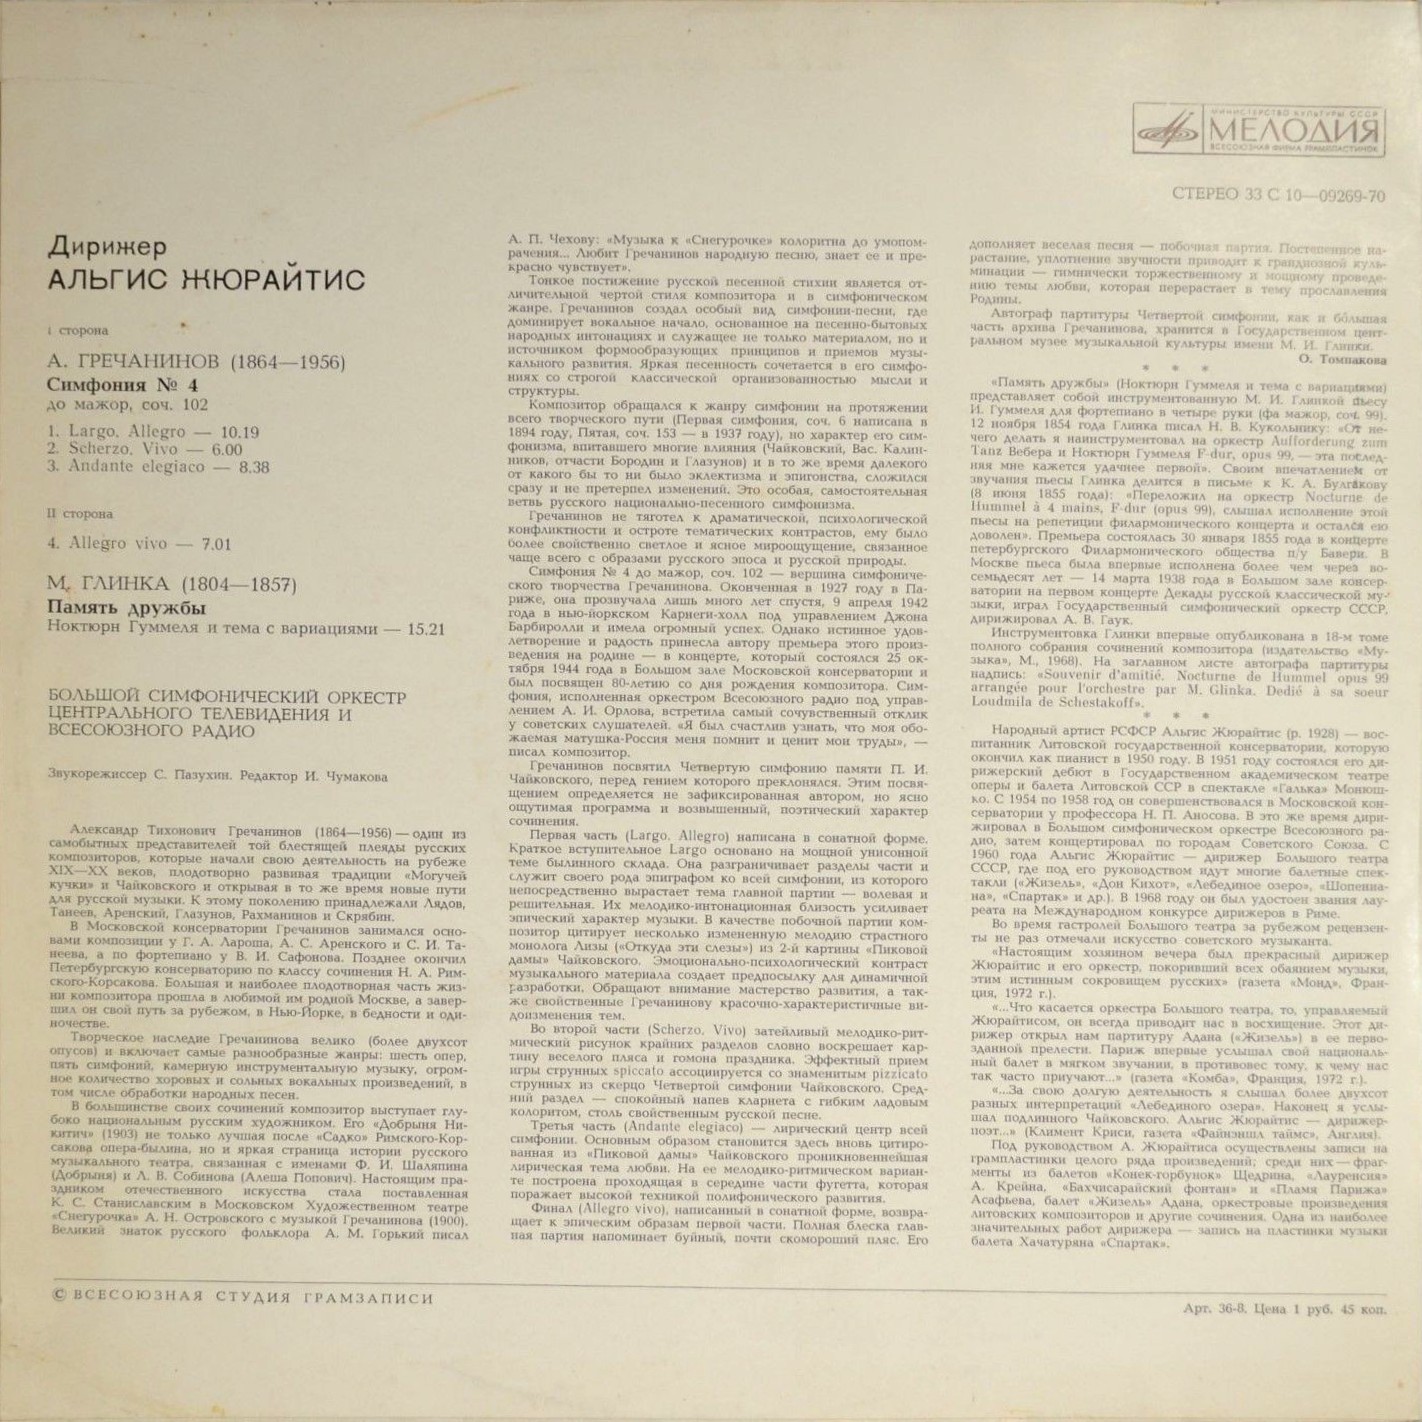 МИНИСТЕРСТВО КУЛЬТУРЫ СССР
МЕЛОДИЯ
ВСЕСОЮЗНАЯ ФИРМА ГРАМПЛАСТИНОК
СТЕРЕО 33 С 10—09269-70
Дирижер
АЛЬГИС ЖЮРАЙТИС
I сторона
А. ГРЕЧАНИНОВ (1864—1956)
Симфония № 4
до мажор, соч. 102
1. Largo. Allegro — 10.19
2. Scherzo. Vivo — 6.00
3. Andante elegiaco — 8.38
II сторона
4. Allegro vivo — 7.01
М. ГЛИНКА (1804—1857)
Память дружбы
Ноктюрн Гуммеля и тема с вариациями — 15.21
БОЛЬШОЙ СИМФОНИЧЕСКИЙ ОРКЕСТР
ЦЕНТРАЛЬНОГО ТЕЛЕВИДЕНИЯ И
ВСЕСОЮЗНОГО РАДИО
Звукорежиссер С. Пазухин. Редактор И. Чумакова
Александр Тихонович Гречанинов (1864—1956) — один из
самобытных представителей той блестящей плеяды русских
композиторов, которые начали свою деятельность на рубеже
XIX—XX веков, плодотворно развивая традиции «Могучей
кучки» и Чайковского и открывая в то же время новые пути
для русской музыки. К этому поколению принадлежали Лядов,
Танеев, Аренский, Глазунов, Рахманинов и Скрябин.
В Московской консерватории Гречанинов занимался осно-
вами композиции у Г. А. Лароша, А. С. Аренского и С. И. Та-
неева, а по фортепиано у В. И. Сафонова. Позднее окончил
Петербургскую консерваторию по классу сочинения Н. А. Рим-
ского-Корсакова. Большая и наиболее плодотворная часть жиз-
ни композитора прошла в любимой им родной Москве, а завер-
шил он свой путь за рубежом, в Нью-Йорке, в бедности и оди-
ночестве.
Творческое наследие Гречанинова велико (более двухсот
опусов) и включает самые разнообразные жанры: шесть опер,
пять симфоний, камерную инструментальную музыку, огром-
ное количество хоровых и сольных вокальных произведений, в
том числе обработки народных песен.
В большинстве своих сочинений композитор выступает глу-
боко национальным русским художником. Его «Добрыня Ни-
китич» (1903) не только лучшая после «Садко» Римского-Кор-
сакова опера-былина, но и яркая страница истории русского
музыкального театра, связанная с именами Ф. И. Шаляпина
(Добрыня) и Л. В. Собинова (Алеша Попович). Настоящим пра-
здником отечественного искусства стала поставленная
К. С. Станиславским в Московском Художественном театре
«Снегурочка» А. Н. Островского с музыкой Гречанинова (1900).
Великий знаток русского фольклора А. М. Горький писал
А. П. Чехову: «Музыка к «Снегурочке» колоритна до умопом-
рачения... Любит Гречанинов народную песню, знает ее и пре-
красно чувствует».
Тонкое постижение русской песенной стихии является от-
личительной чертой стиля композитора и в симфоническом
жанре. Гречанинов создал особый вид симфонии-песни, где
доминирует вокальное начало, основанное на песенно-бытовых
народных интонациях и служащее не только материалом, но и
источником формообразующих принципов и приемов музы-
кального развития. Яркая песенность сочетается в его симфо-
ниях со строгой классической организованностью мысли и
структуры.
Композитор обращался к жанру симфонии на протяжении
всего творческого пути (Первая симфония, соч. 6 написана в
1894 году, Пятая, соч. 153 — в 1937 году), но характер его сим-
фонизма, впитавшего многие влияния (Чайковский, Вас. Калин-
ников, отчасти Бородин и Глазунов) и в то же время далекого
от какого бы то ни было эклектизма и эпигонства, сложился
сразу и не претерпел изменений. Это особая, самостоятельная
ветвь русского национально-песенного симфонизма.
Гречанинов не тяготел к драматической, психологической
конфликтности и остроте тематических контрастов, ему было
более свойственно светлое и ясное мироощущение, связанное
чаще всего с образами русского эпоса и русской природы.
Симфония № 4 до мажор, соч. 102 — вершина симфониче-
ского творчества Гречанинова. Оконченная в 1927 году в Па-
риже, она прозвучала лишь много лет спустя, 9 апреля 1942
года в нью-йоркском Карнеги-холл под управлением Джона
Барбиролли и имела огромный успех. Однако истинное удов-
летворение и радость принесла автору премьера этого произ-
ведения на родине — в концерте, который состоялся 25 ок-
тября 1944 года в Большом зале Московской консерватории и
был посвящен 80-летию со дня рождения композитора. Сим-
фония, исполненная оркестром Всесоюзного радио под управ-
лением А. И. Орлова, встретила самый сочувственный отклик
у советских слушателей. «Я был счастлив узнать, что моя обо-
жаемая матушка-Россия меня помнит и ценит мои труды», —
писал композитор.
Гречанинов посвятил Четвертую симфонию памяти П. И.
Чайковского, перед гением которого преклонялся. Этим посвя-
щением определяется не зафиксированная автором, но ясно
ощутимая программа и возвышенный, поэтический характер
сочинения.
Первая часть (Largo. Allegro) написана в сонатной форме.
Краткое вступительное Largo основано на мощной унисонной
теме былинного склада. Она разграничивает разделы части и
служит своего рода эпиграфом ко всей симфонии, из которого
непосредственно вырастает тема главной партии — волевая и
решительная. Их мелодико-интонационная близость усиливает
эпический характер музыки. В качестве побочной партии ком-
позитор цитирует несколько измененную мелодию страстного
монолога Лизы («Откуда эти слезы») из 2-й картины «Пиковой
дамы» Чайковского. Эмоционально-психологический контраст
музыкального материала создает предпосылку для динамичной
разработки. Обращают внимание мастерство развития, а так-
же свойственные Гречанинову красочно-характеристичные ви-
доизменения тем.
Во второй части (Scherzo. Vivo) затейливый мелодико-рит-
мический рисунок крайних разделов словно воскрешает кар-
тину веселого пляса и гомона праздника. Эффектный прием
игры струнных spiccato ассоциируется со знаменитым pizzicato
струнных из скерцо Четвертой симфонии Чайковского. Сред-
ний раздел — спокойный напев кларнета с гибким ладовым
колоритом, столь свойственным русской песне.
Третья часть (Andante elegiaco) — лирический центр всей
симфонии. Основным образом становится здесь вновь цитиро-
ванная из «Пиковой дамы» Чайковского проникновеннейшая
лирическая тема любви. На ее мелодико-ритмическом вариан-
те построена проходящая в середине части фугетта, которая
поражает высокой техникой полифонического развития.
Финал (Allegro vivo), написанный в сонатной форме, возвра-
щает к эпическим образам первой части. Полная блеска глав-
ная партия напоминает буйный, почти скомороший пляс. Его
дополняет веселая песня — побочная партия. Постепенное на-
растание, уплотнение звучности приводит к грандиозной куль-
минации — гимнически торжественному и мощному проведе-
нию темы любви, которая перерастает в тему прославления
Родины.
Автограф партитуры Четвертой симфонии, как и бо́льшая
часть архива Гречанинова, хранится в Государственном цент-
ральном музее музыкальной культуры имени М. И. Глинки.
О. Томпакова
* * *
«Память дружбы» (Ноктюрн Гуммеля и тема с вариациями)
представляет собой инструментованную М. И. Глинкой пьесу
И. Гуммеля для фортепиано в четыре руки (фа мажор, соч. 99).
12 ноября 1854 года Глинка писал Н. В. Кукольнику: «От не-
чего делать я наинструментовал на оркестр Aufforderung zum
Tanz Вебера и Ноктюрн Гуммеля F-dur, opus 99, — эта послед-
няя мне кажется удачнее первой». Своим впечатлением от
звучания пьесы Глинка делится в письме к К. А. Булгакову
(8 июня 1855 года): «Переложил на оркестр Nocturne de
Hummel à 4 mains, F-dur (opus 99), слышал исполнение этой
пьесы на репетиции филармонического концерта и остался ею
доволен». Премьера состоялась 30 января 1855 года в концерте
петербургского Филармонического общества п/у Бавери. В
Москве пьеса была впервые исполнена более чем через во-
семьдесят лет — 14 марта 1938 года в Большом зале консер-
ватории на первом концерте Декады русской классической му-
зыки, играл Государственный симфонический оркестр СССР,
дирижировал А. В. Гаук.
Инструментовка Глинки впервые опубликована в 18-м томе
полного собрания сочинений композитора (издательство «Му-
зыка», М., 1968). На заглавном листе автографа партитуры
надпись: «Souvenir d'amitié. Nocturne de Hummel opus 99
arrangée pour l'orchestre par M. Glinka. Dedié à sa soeur
Loudmila de Schestakoff».
* * *
Народный артист РСФСР Альгис Жюрайтис (р. 1928) — вос-
питанник Литовской государственной консерватории, которую
окончил как пианист в 1950 году. В 1951 году состоялся его ди-
рижерский дебют в Государственном академическом театре
оперы и балета Литовской ССР в спектакле «Галька» Монюш-
ко. С 1954 по 1958 год он совершенствовался в Московской кон-
серватории у профессора Н. П. Аносова. В это же время дири-
жировал в Большом симфоническом оркестре Всесоюзного ра-
дио, затем концертировал по городам Советского Союза. С
1960 года Альгис Жюрайтис — дирижер Большого театра
СССР, где под его руководством идут многие балетные спек-
такли («Жизель», «Дон Кихот», «Лебединое озеро», «Шопениа-
на», «Спартак» и др.). В 1968 году он был удостоен звания лау-
реата на Международном конкурсе дирижеров в Риме.
Во время гастролей Большого театра за рубежом рецензен-
ты не раз отмечали искусство советского музыканта.
«Настоящим хозяином вечера был прекрасный дирижер
Жюрайтис и его оркестр, покоривший всех обаянием музыки,
этим истинным сокровищем русских» (газета «Монд», Фран-
ция, 1972 г.).
«...Что касается оркестра Большого театра, то, управляемый
Жюрайтисом, он всегда приводит нас в восхищение. Этот ди-
рижер открыл нам партитуру Адана («Жизель») в ее перво-
зданной прелести. Париж впервые услышал свой националь-
ный балет в мягком звучании, в противовес тому, к чему нас
так часто приучают...» (газета «Комба», Франция, 1972 г.).
«...За свою долгую деятельность я слышал более двухсот
разных интерпретаций «Лебединого озера». Наконец я услы-
шал подлинного Чайковского. Альгис Жюрайтис — дирижер-
поэт...» (Климент Криси, газета «Файнэншл таймс», Англия).
Под руководством А. Жюрайтиса осуществлены записи на
грампластинки целого ряда произведений; среди них — фраг-
менты из балетов «Конек-горбунок» Щедрина, «Лауренсия»
А. Крейна, «Бахчисарайский фонтан» и «Пламя Парижа»
Асафьева, балет «Жизель» Адана, оркестровые произведения
литовских композиторов и другие сочинения. Одна из наиболее
значительных работ дирижера — запись на пластинки музыки
балета Хачатуряна «Спартак».
© ВСЕСОЮЗНАЯ СТУДИЯ ГРАМЗАПИСИ
Арт. 36-8. Цена 1 руб. 45 коп.